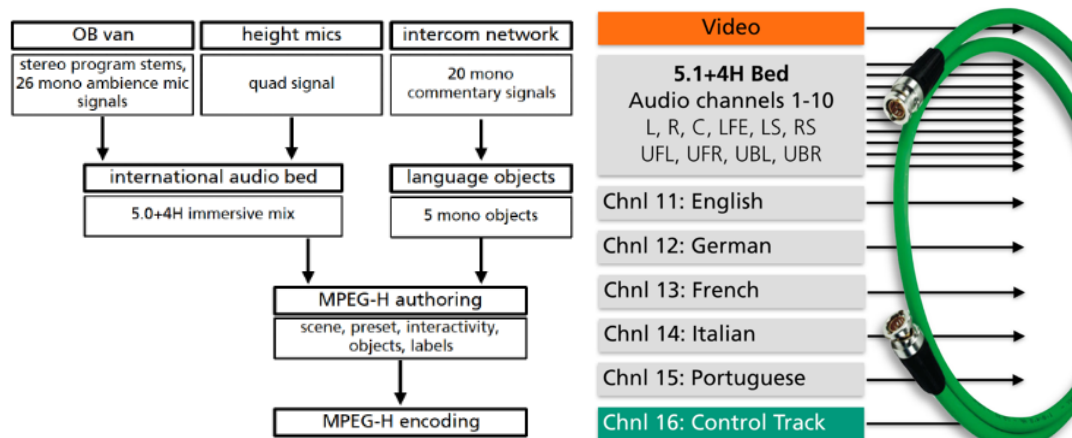 OB van
stereo program stems,
26 mono ambience mic
signals
height mics
quad signal
intercom network
20 mono
commentary signals
international audio bed
5.0+4H immersive mix
language objects
5 mono objects
MPEG-H authoring
scene, preset, interactivity,
objects, labels
MPEG-H encoding
Video
5.1+4H Bed
Audio channels 1-10
L, R, C, LFE, LS, RS
UFL, UFR, UBL, UBR
Chnl 11: English
Chnl 12: German
Chnl 13: French
Chnl 14: Italian
Chnl 15: Portuguese
Chnl 16: Control Track